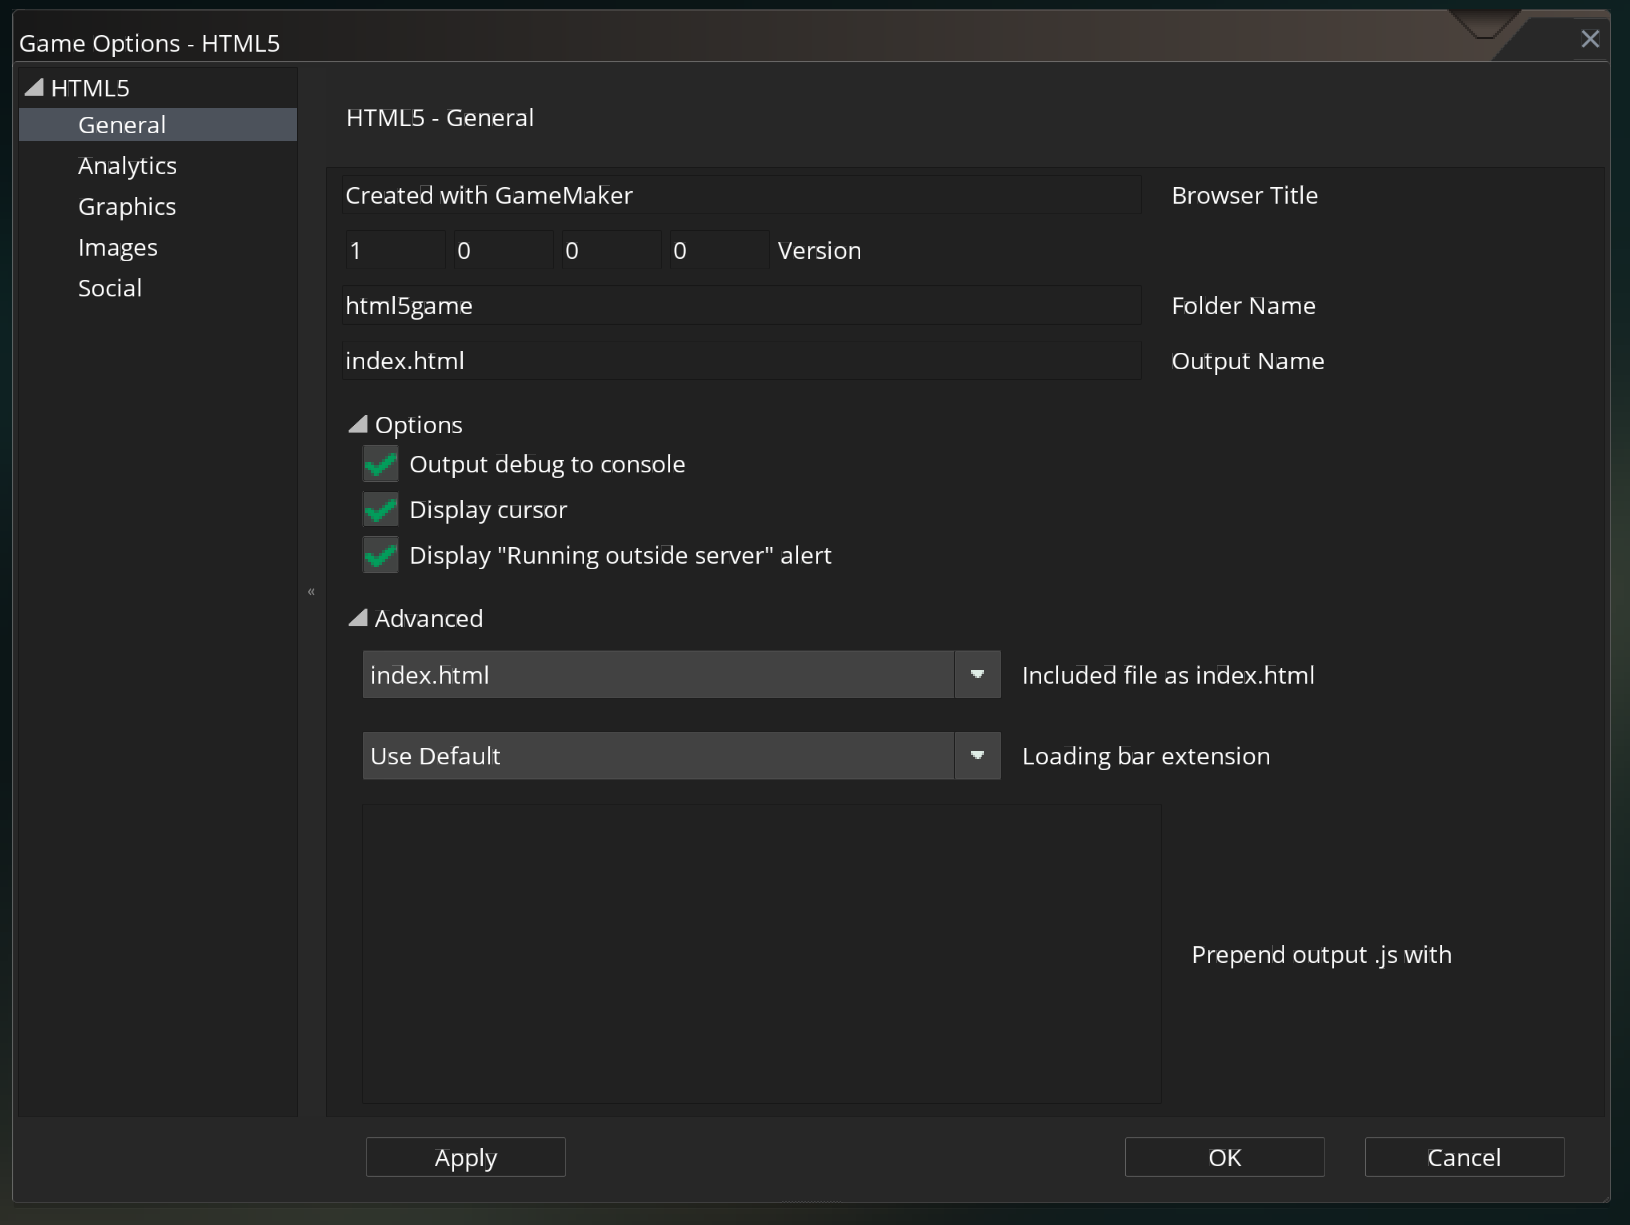 Game Options - HTML5
HTML5
General
Analytics
Graphics
Images
Social
HTML5 - General
Created with GameMaker Browser Title
1 0 0 0 Version
html5game Folder Name
index.html Output Name
Options
Output debug to console
Display cursor
Display "Running outside server" alert
«
Advanced
index.html Included file as index.html
Use Default Loading bar extension
Prepend output .js with
Apply OK Cancel